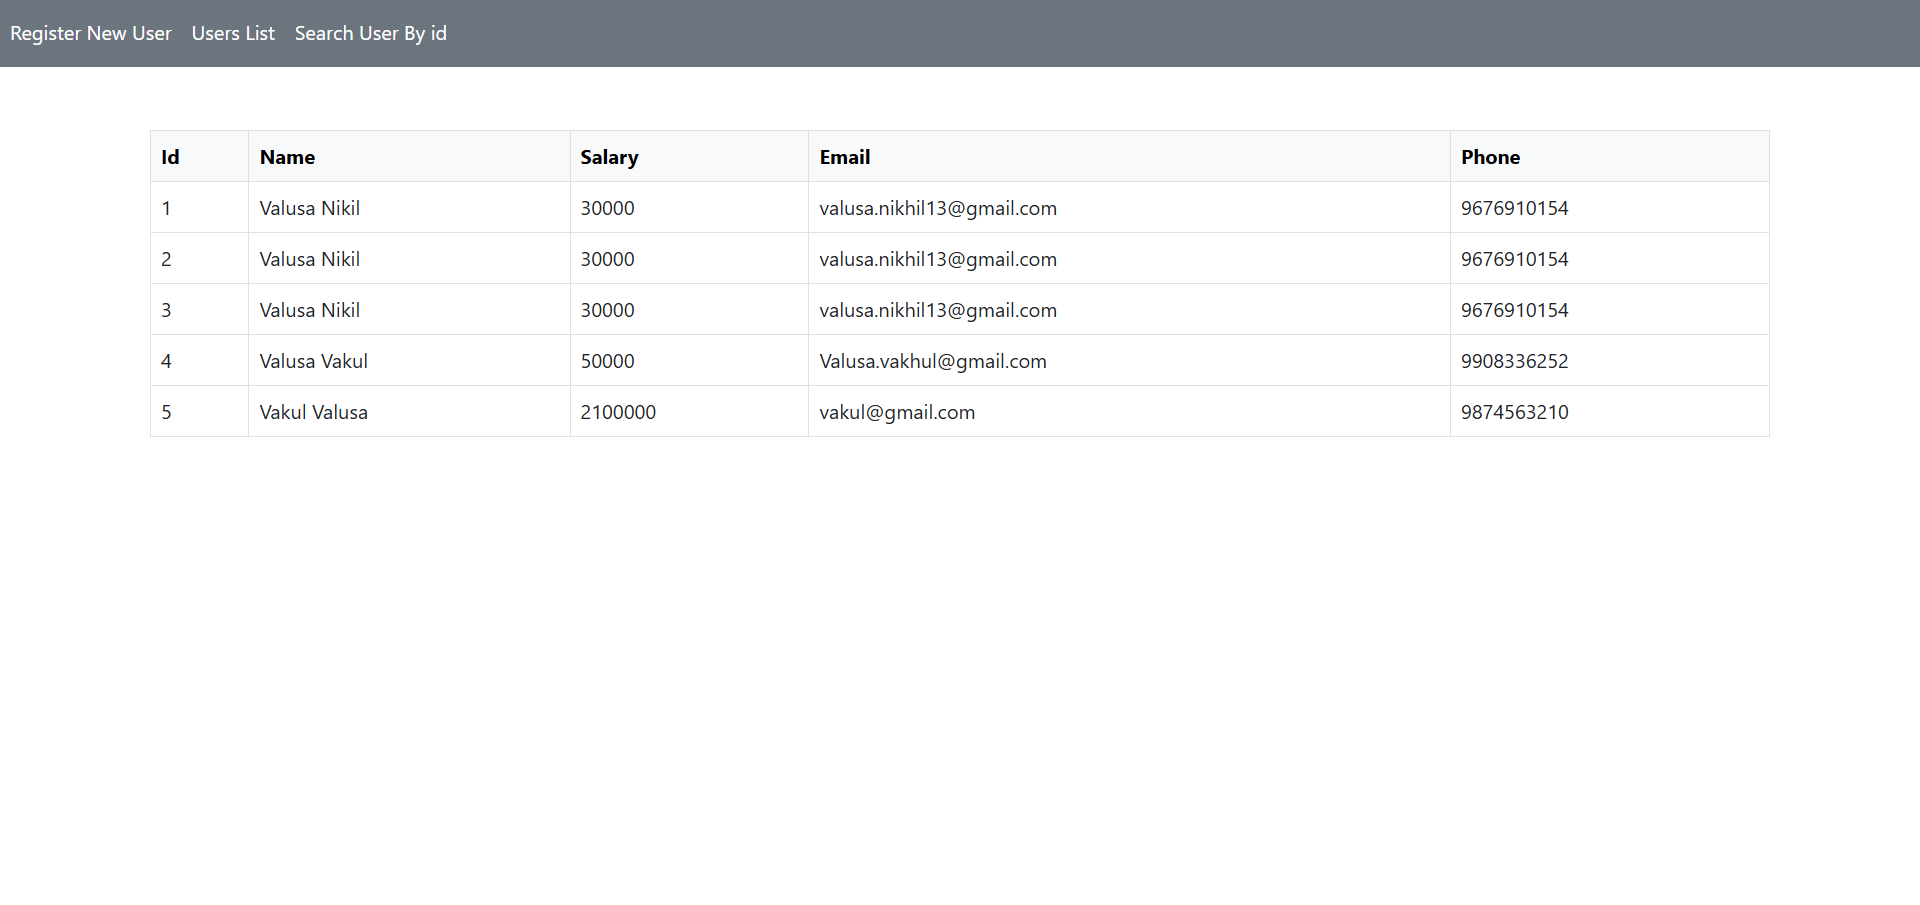 Register New User Users List Search User By id
Id Name Salary Email Phone
1 Valusa Nikil 30000 valusa.nikhil13@gmail.com 9676910154
2 Valusa Nikil 30000 valusa.nikhil13@gmail.com 9676910154
3 Valusa Nikil 30000 valusa.nikhil13@gmail.com 9676910154
4 Valusa Vakul 50000 Valusa.vakhul@gmail.com 9908336252
5 Vakul Valusa 2100000 vakul@gmail.com 9874563210